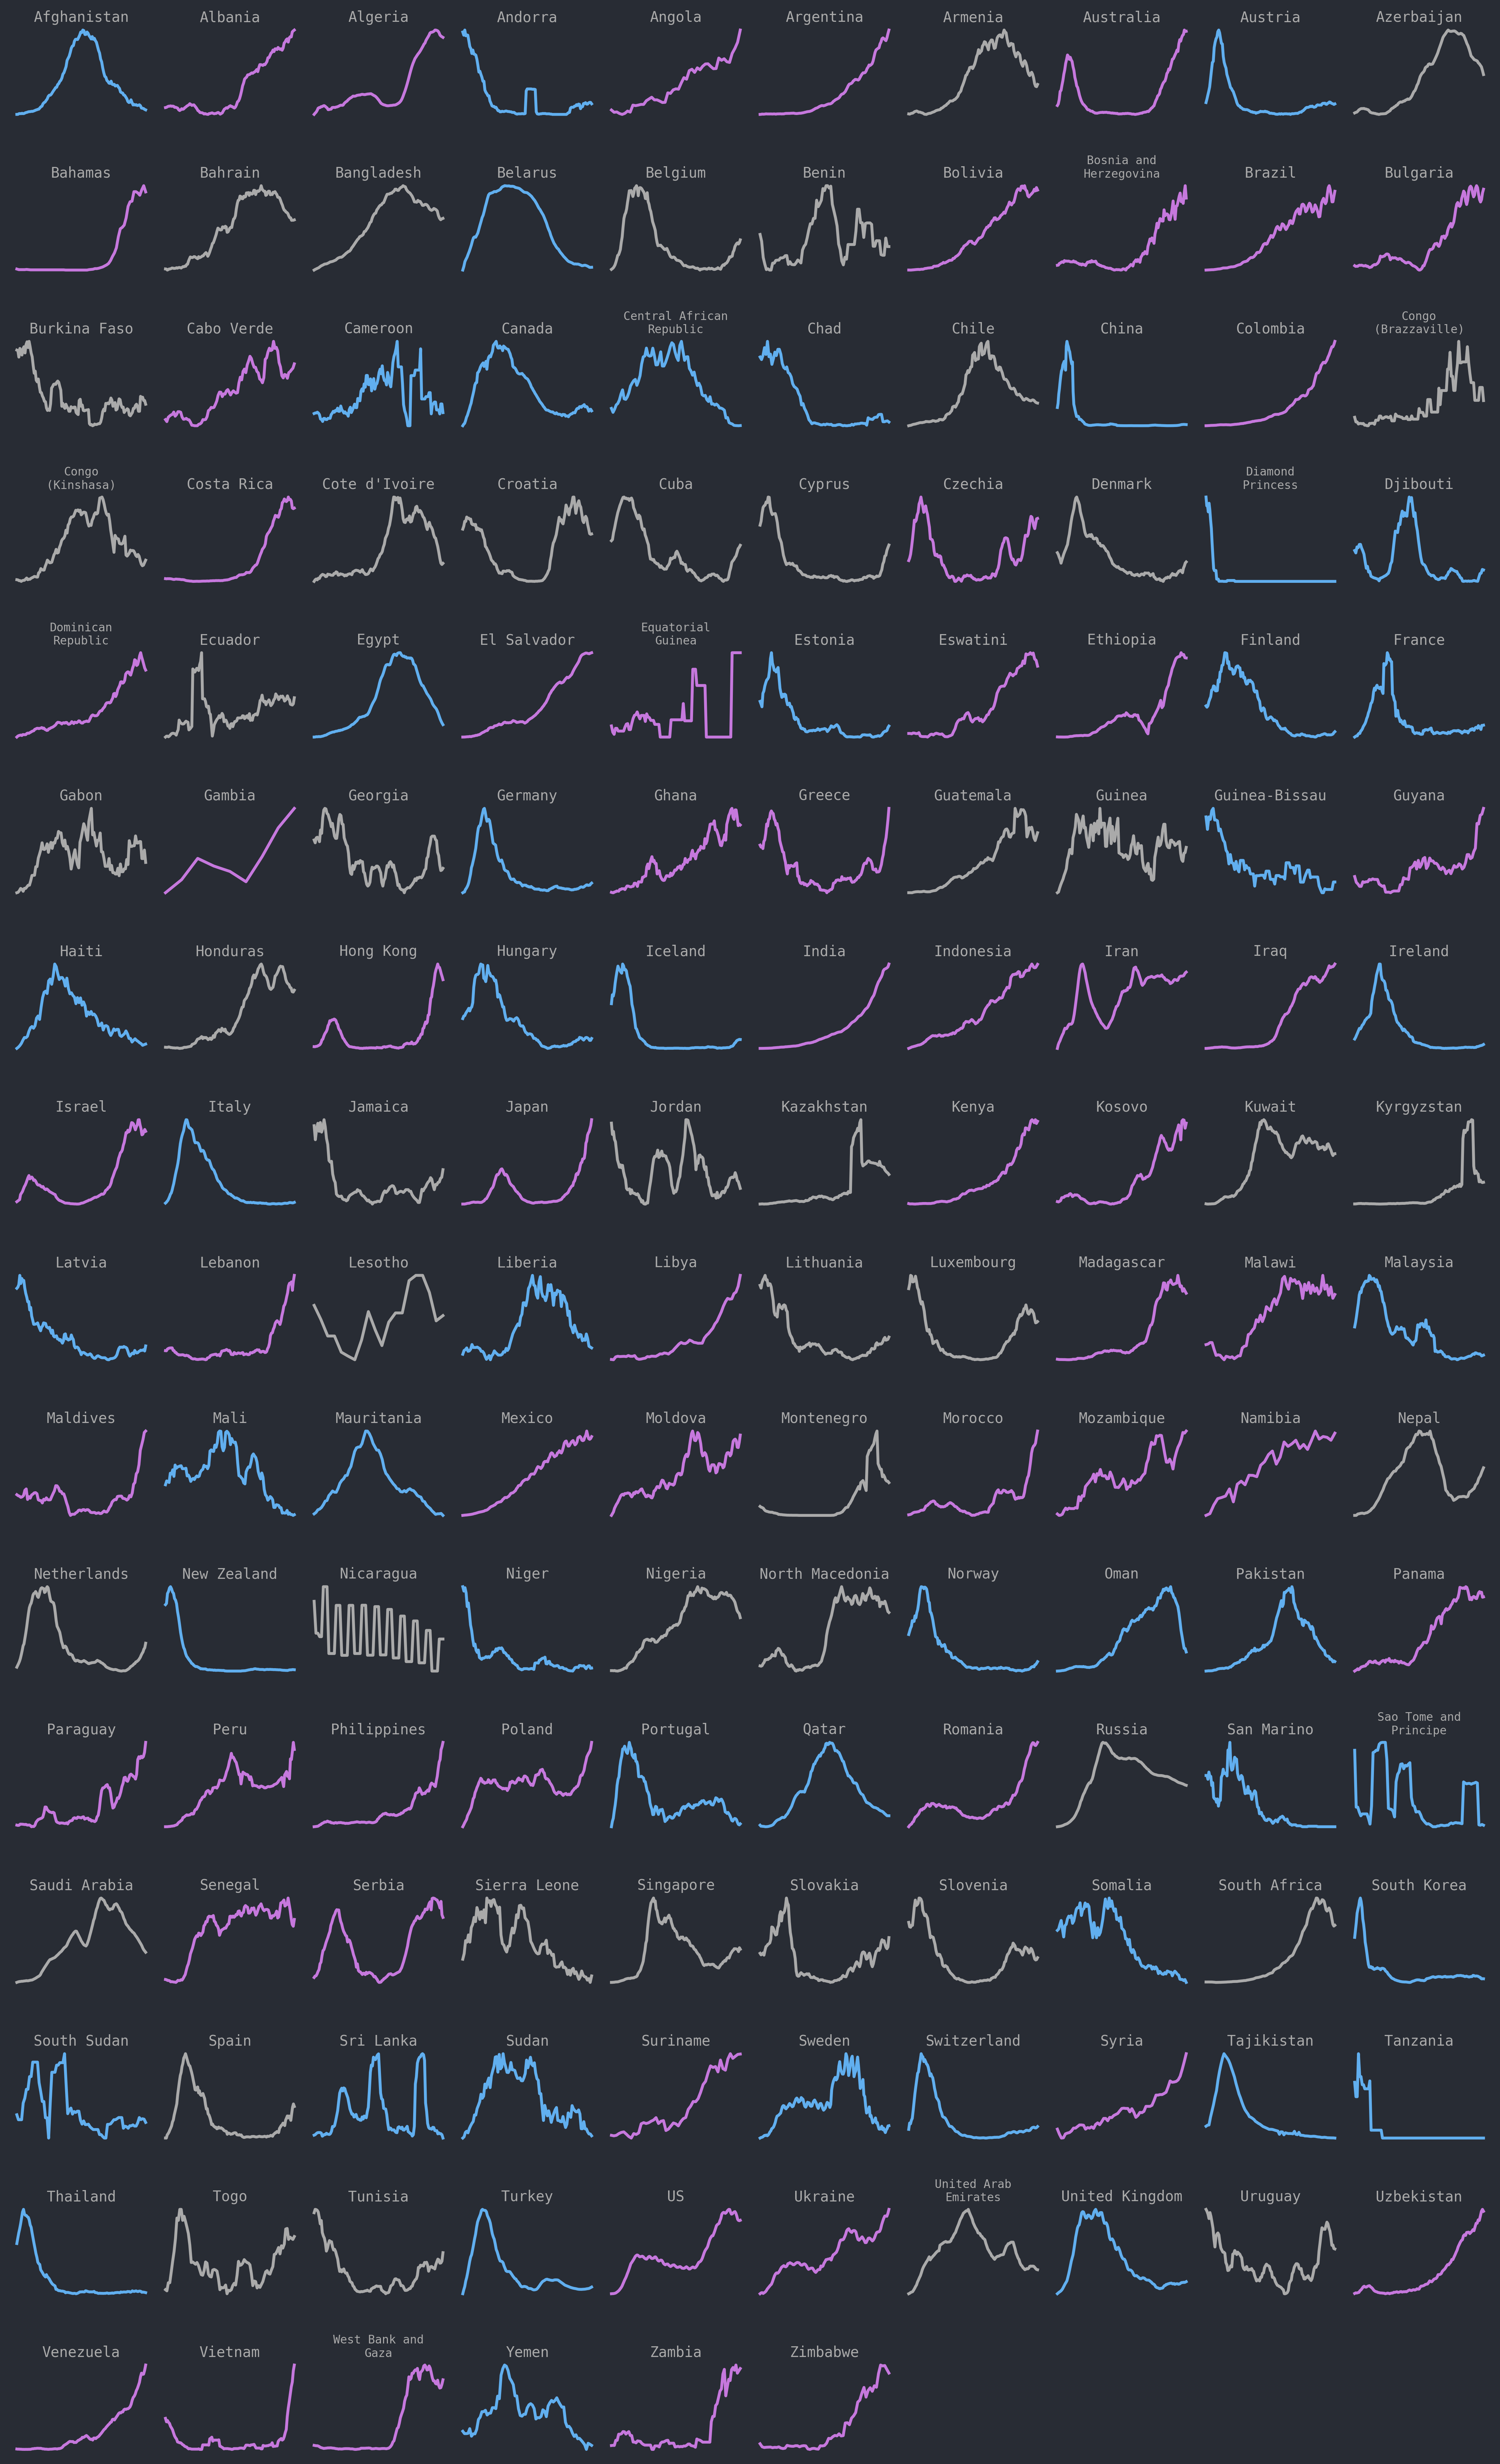 Afghanistan
Albania
Algeria
Andorra
Angola
Argentina
Armenia
Australia
Austria
Azerbaijan
Bahamas
Bahrain
Bangladesh
Belarus
Belgium
Benin
Bolivia
Bosnia and
Herzegovina
Brazil
Bulgaria
Burkina Faso
Cabo Verde
Cameroon
Canada
Central African
Republic
Chad
Chile
China
Colombia
Congo
(Brazzaville)
Congo
(Kinshasa)
Costa Rica
Cote d'Ivoire
Croatia
Cuba
Cyprus
Czechia
Denmark
Diamond
Princess
Djibouti
Dominican
Republic
Ecuador
Egypt
El Salvador
Equatorial
Guinea
Estonia
Eswatini
Ethiopia
Finland
France
Gabon
Gambia
Georgia
Germany
Ghana
Greece
Guatemala
Guinea
Guinea-Bissau
Guyana
Haiti
Honduras
Hong Kong
Hungary
Iceland
India
Indonesia
Iran
Iraq
Ireland
Israel
Italy
Jamaica
Japan
Jordan
Kazakhstan
Kenya
Kosovo
Kuwait
Kyrgyzstan
Latvia
Lebanon
Lesotho
Liberia
Libya
Lithuania
Luxembourg
Madagascar
Malawi
Malaysia
Maldives
Mali
Mauritania
Mexico
Moldova
Montenegro
Morocco
Mozambique
Namibia
Nepal
Netherlands
New Zealand
Nicaragua
Niger
Nigeria
North Macedonia
Norway
Oman
Pakistan
Panama
Paraguay
Peru
Philippines
Poland
Portugal
Qatar
Romania
Russia
San Marino
Sao Tome and
Principe
Saudi Arabia
Senegal
Serbia
Sierra Leone
Singapore
Slovakia
Slovenia
Somalia
South Africa
South Korea
South Sudan
Spain
Sri Lanka
Sudan
Suriname
Sweden
Switzerland
Syria
Tajikistan
Tanzania
Thailand
Togo
Tunisia
Turkey
US
Ukraine
United Arab
Emirates
United Kingdom
Uruguay
Uzbekistan
Venezuela
Vietnam
West Bank and
Gaza
Yemen
Zambia
Zimbabwe